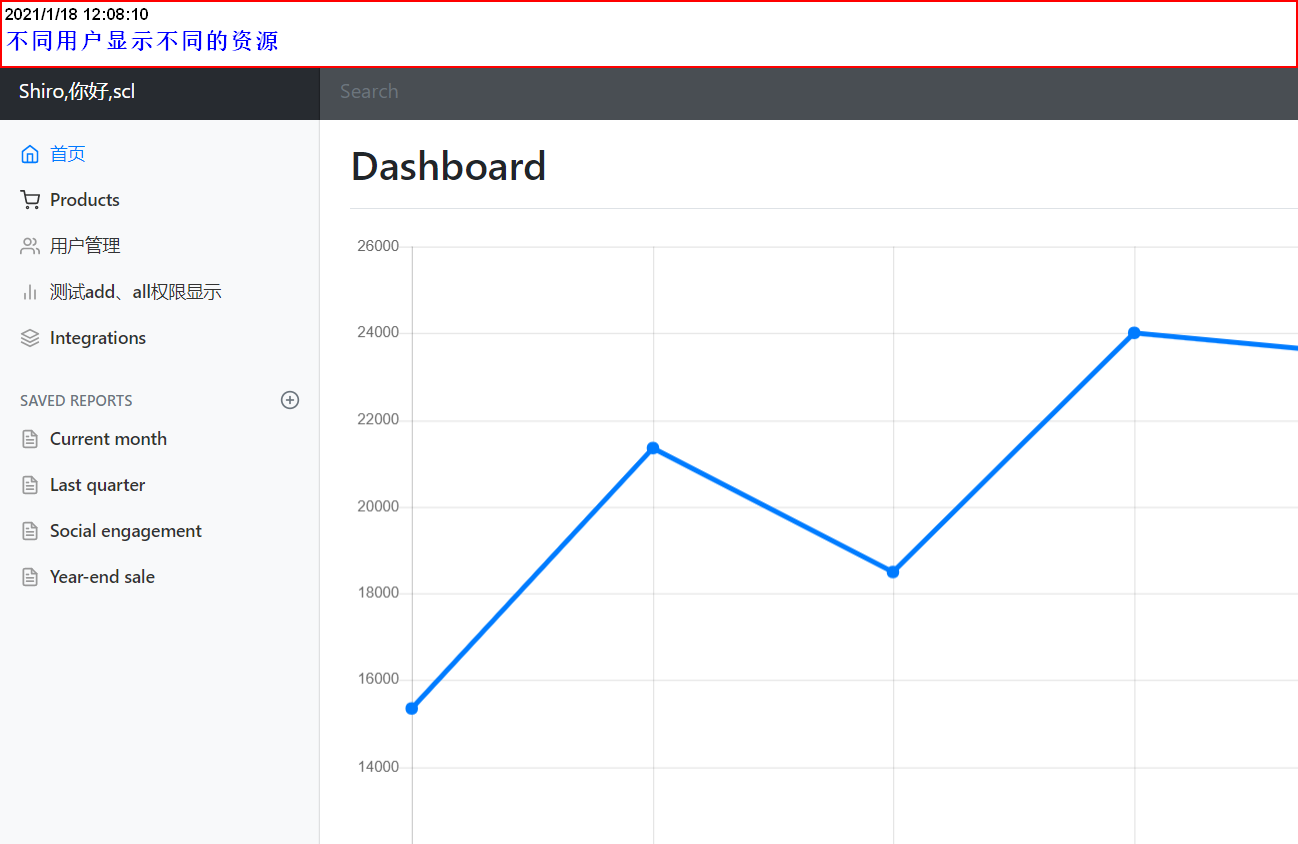 2021/1/18 12:08:10
不同用户显示不同的资源
Shiro,你好,scl
Search
首页
Products
用户管理
测试add、all权限显示
Integrations
SAVED REPORTS
Current month
Last quarter
Social engagement
Year-end sale
Dashboard
26000
24000
22000
20000
18000
16000
14000